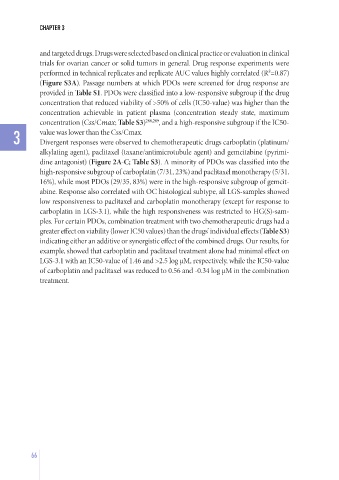 CHAPTER 3
and targeted drugs. Drugs were selected based on clinical practice or evaluation in clinical
trials for ovarian cancer or solid tumors in general. Drug response experiments were
performed in technical replicates and replicate AUC values highly correlated (R²=0.87)
(Figure S3A). Passage numbers at which PDOs were screened for drug response are
provided in Table S1. PDOs were classified into a low-responsive subgroup if the drug
concentration that reduced viability of >50% of cells (IC50-value) was higher than the
concentration achievable in patient plasma (concentration steady state, maximum
concentration (Css/Cmax; Table S3), and a high-responsive subgroup if the IC50-
value was lower than the Css/Cmax.
3
Divergent responses were observed to chemotherapeutic drugs carboplatin (platinum/
alkylating agent), paclitaxel (taxane/antimicrotubule agent) and gemcitabine (pyrimi-
dine antagonist) (Figure 2A-C; Table S3). A minority of PDOs was classified into the
high-responsive subgroup of carboplatin (7/31, 23%) and paclitaxel monotherapy (5/31,
16%), while most PDOs (29/35, 83%) were in the high-responsive subgroup of gemcit-
abine. Response also correlated with OC histological subtype, all LGS-samples showed
low responsiveness to paclitaxel and carboplatin monotherapy (except for response to
carboplatin in LGS-3.1), while the high responsiveness was restricted to HG(S)-sam-
ples. For certain PDOs, combination treatment with two chemotherapeutic drugs had a
greater effect on viability (lower IC50 values) than the drugs' individual effects (Table S3)
indicating either an additive or synergistic effect of the combined drugs. Our results, for
example, showed that carboplatin and paclitaxel treatment alone had minimal effect on
LGS-3.1 with an IC50-value of 1.46 and >2.5 log µM, respectively, while the IC50-value
of carboplatin and paclitaxel was reduced to 0.56 and -0.34 log µM in the combination
treatment.
66